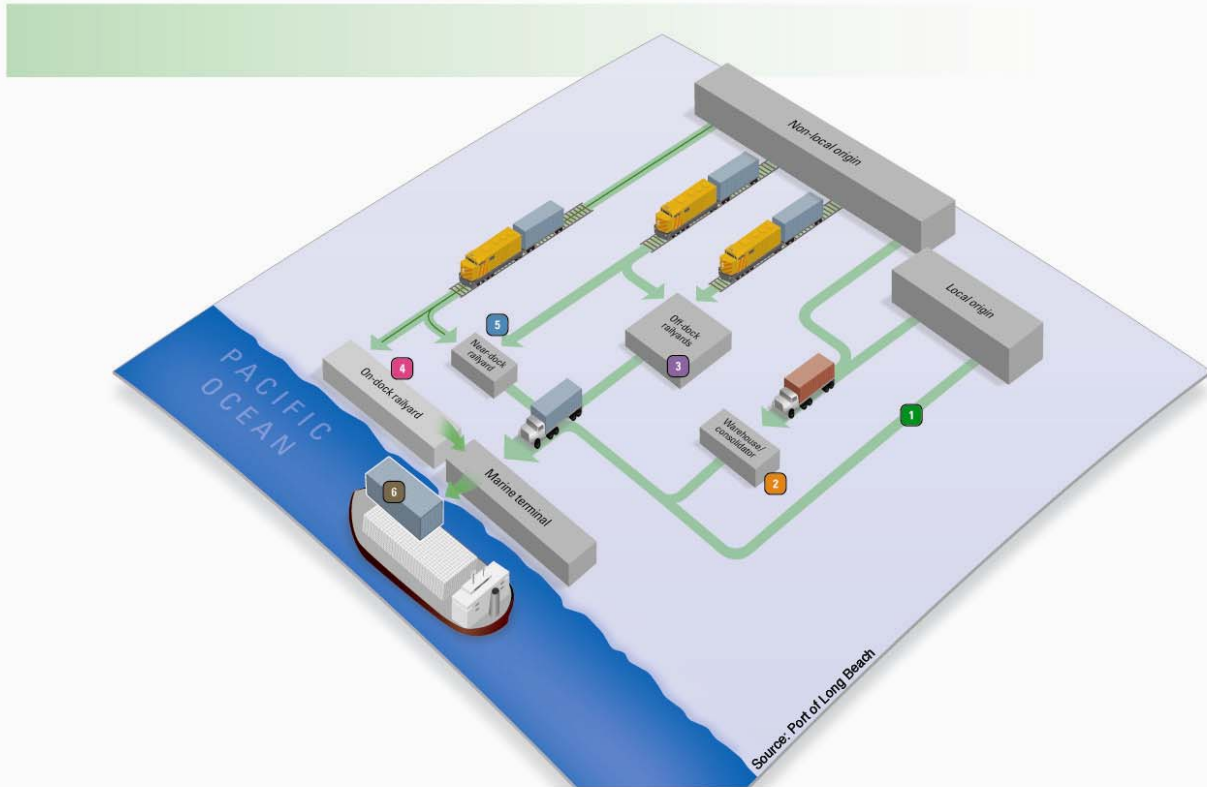 Non-local origin
Local origin
Off-dock
railyards
3
5
Near-dock
railyard
4
On-dock railyard
1
Warehouse/
consolidator
2
PACIFIC
OCEAN
Marine terminal
6
Source: Port of Long Beach